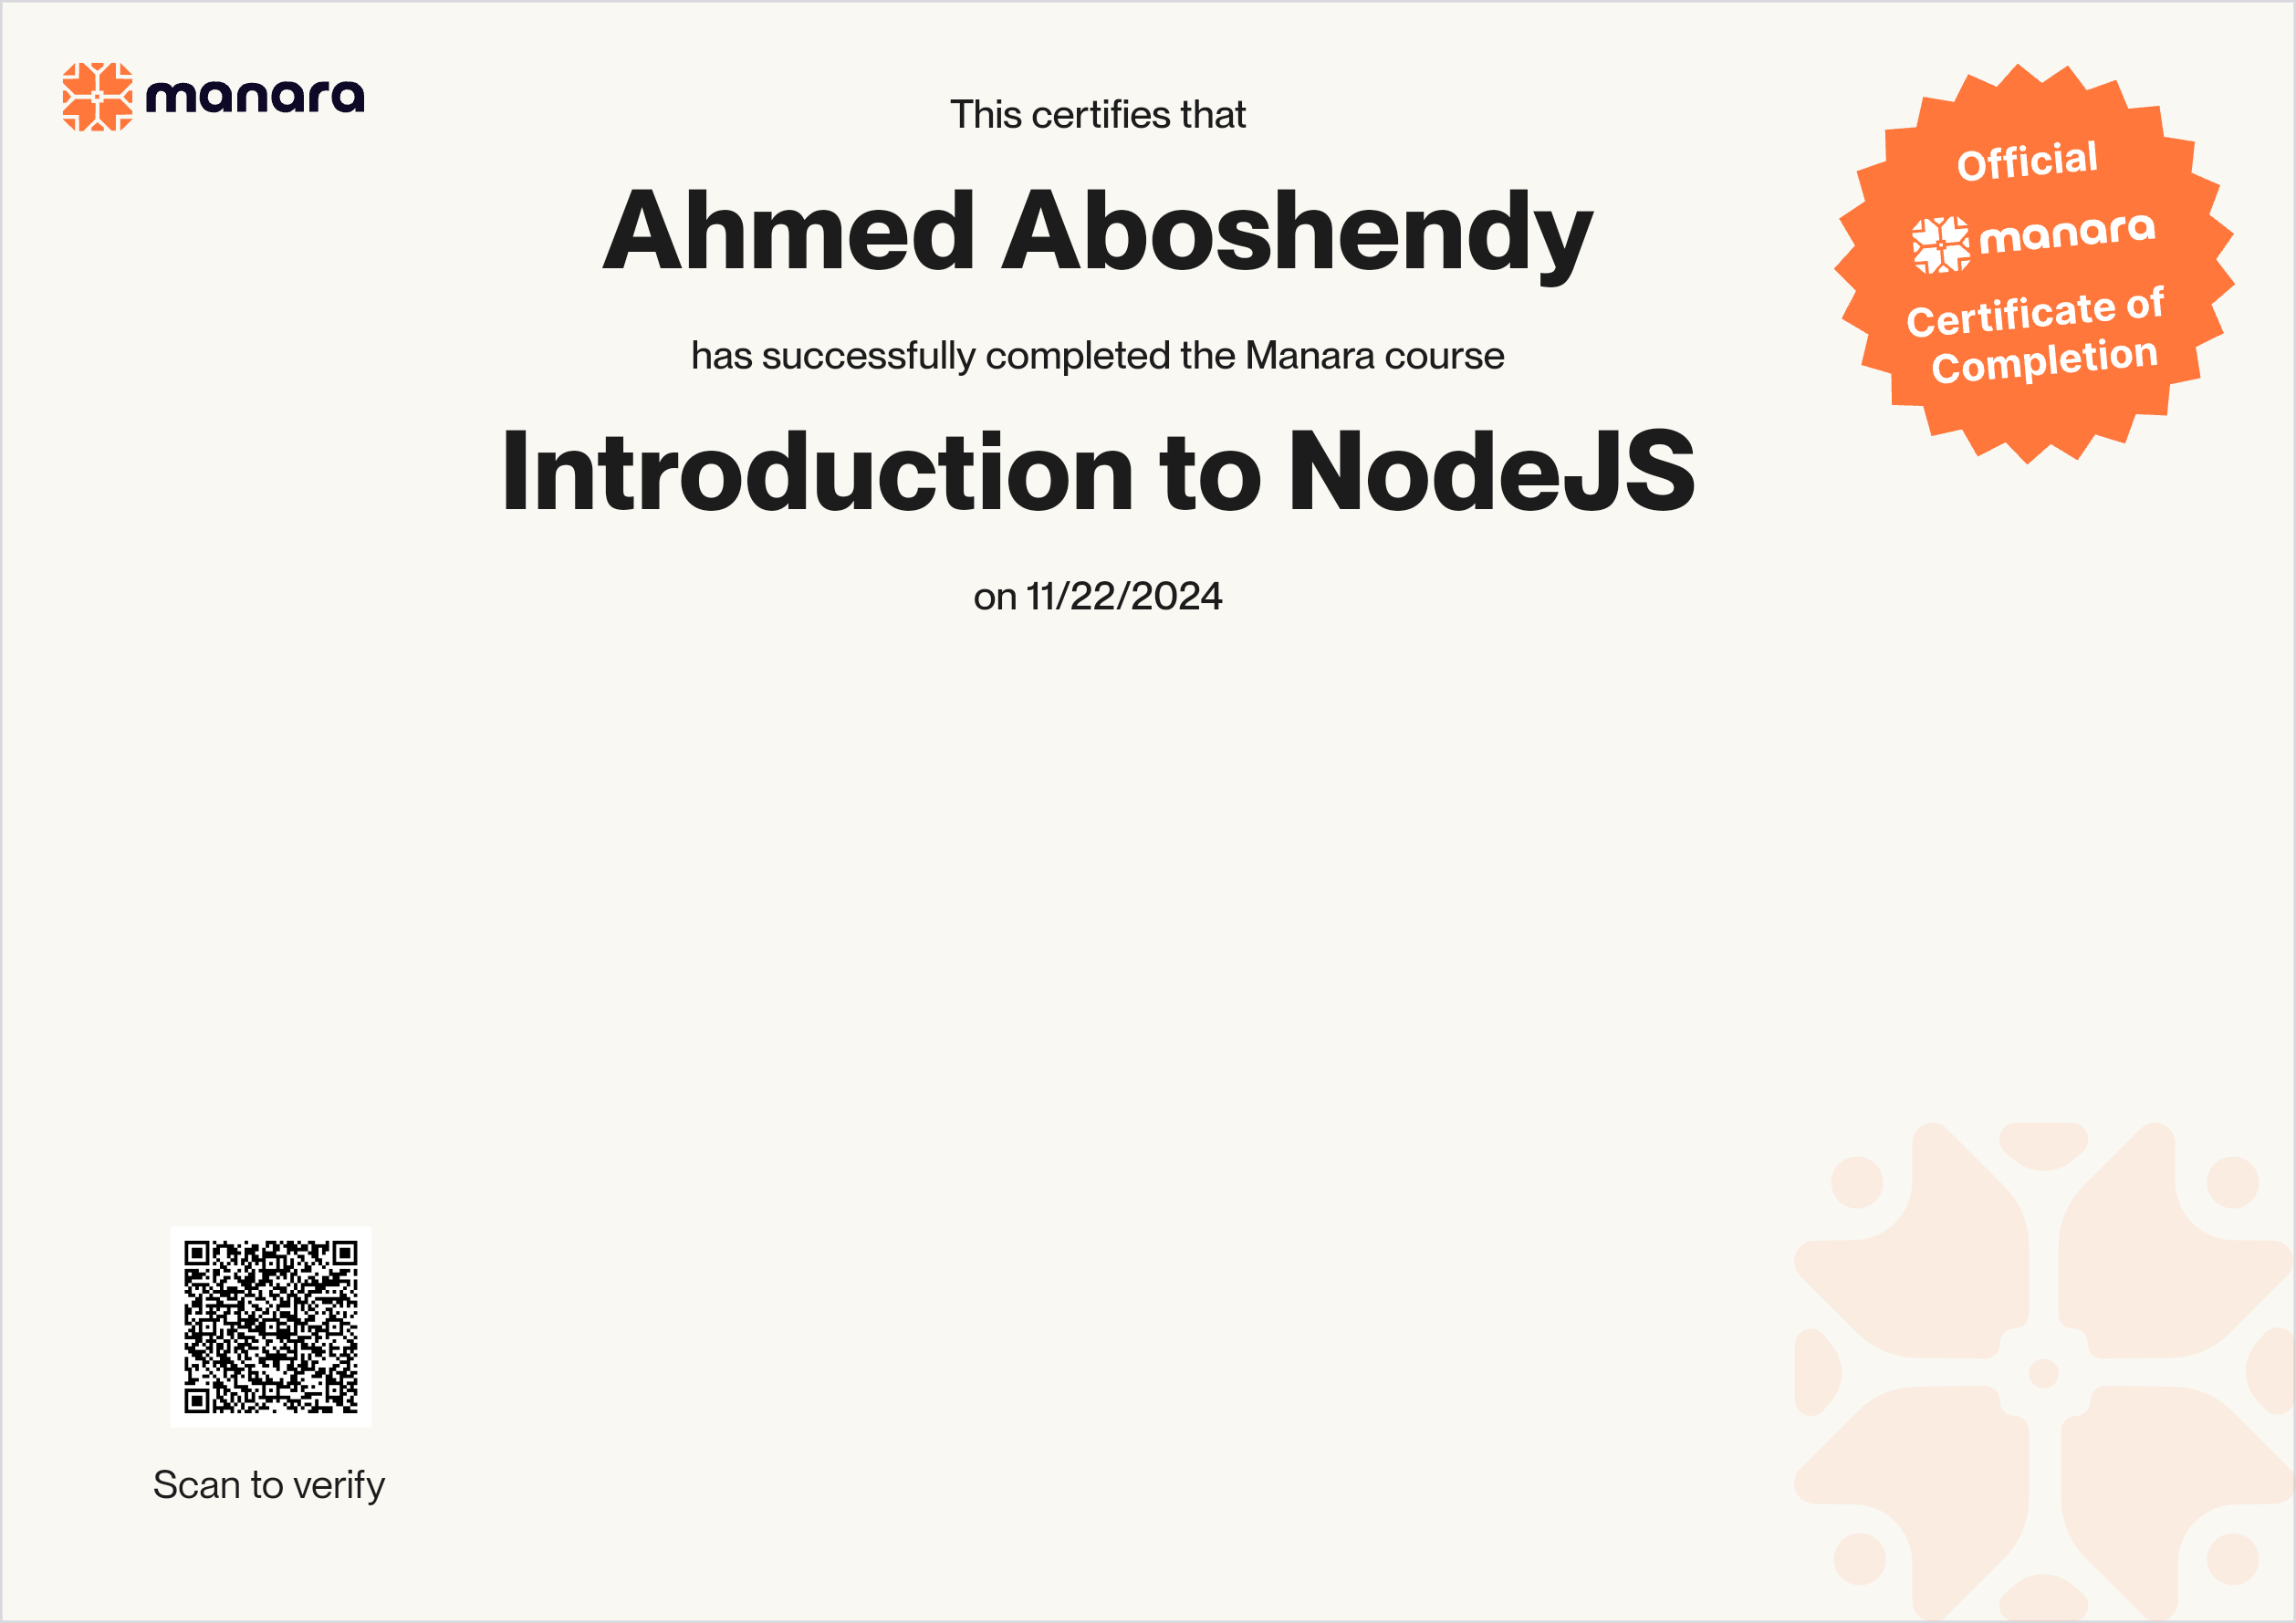 manara
This certifies that
Ahmed Aboshendy
has successfully completed the Manara course
Introduction to NodeJS
on 11/22/2024
Official
manara
Certificate of
Completion
Scan to verify